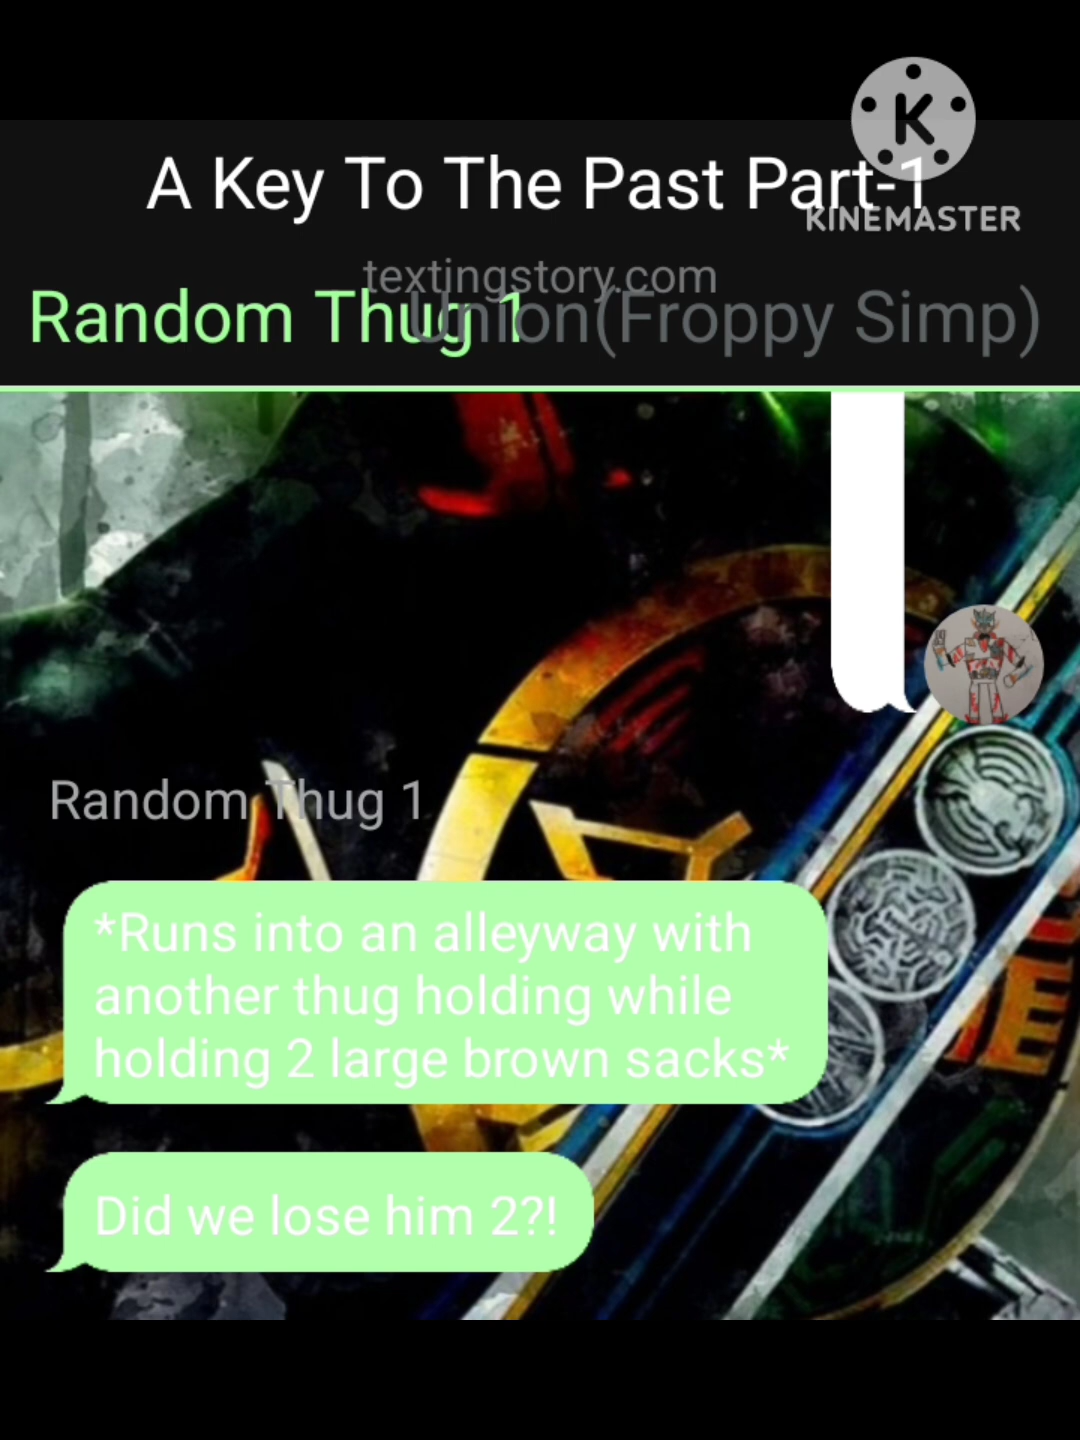 K
A Key To The Past Part-1
KINEMASTER
textingstory.com
Random Thug 1
Union(Froppy Simp)
Random Thug 1
*Runs into an alleyway with
another thug holding while
holding 2 large brown sacks*
Did we lose him 2?!